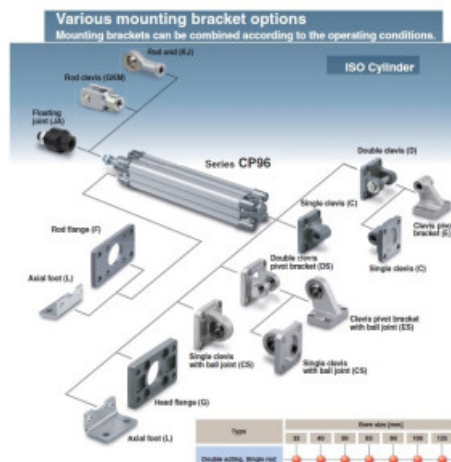 Various mounting bracket options
Mounting brackets can be combined according to the operating conditions.
Rod end (KJ)
ISO Cylinder
Rod clevis (GKM)
Floating
joint (JA)
Double clevis (D)
Series CP96
Single clevis (C)
Clevis pivot
bracket (E)
Rod flange (F)
Double clevis
pivot bracket (DS)
Single clevis (C)
Axial foot (L)
Clevis pivot bracket
with ball joint (ES)
Single clevis
with ball joint (CS)
Single clevis
with ball joint (CS)
Head flange (G)
Axial foot (L)
Type
Bore size (mm)
32 40 50 63 80 100 125
Double acting, Single rod